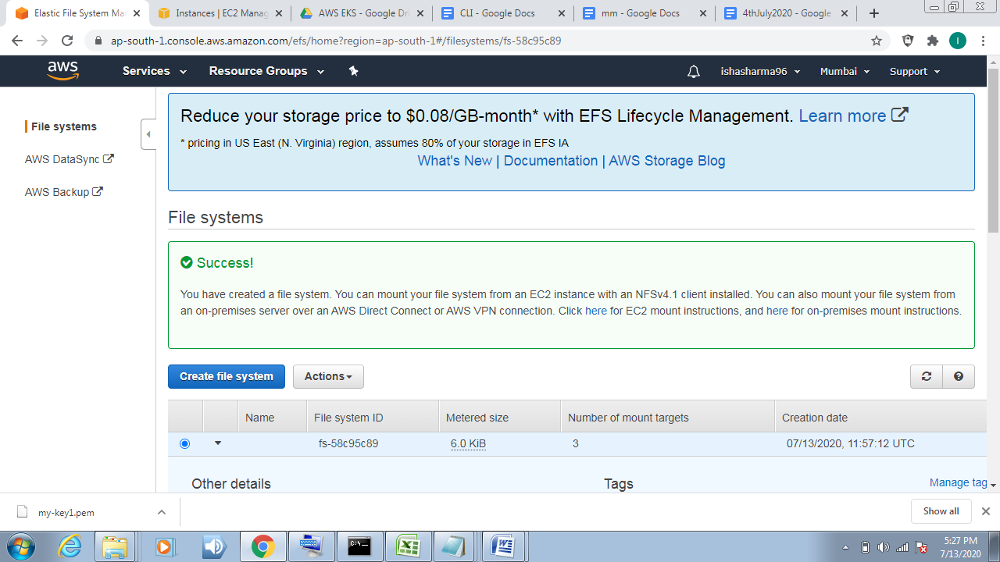 Elastic File System Ma
Instances | EC2 Manag
AWS EKS - Google Dri
CLI - Google Docs
mm - Google Docs
4thJuly2020 - Google
ap-south-1.console.aws.amazon.com/efs/home?region=ap-south-1#/filesystems/fs-58c95c89
I
aws
Services
Resource Groups
ishasharma96
Mumbai
Support
File systems
AWS DataSync
AWS Backup
Reduce your storage price to $0.08/GB-month* with EFS Lifecycle Management. Learn more
* pricing in US East (N. Virginia) region, assumes 80% of your storage in EFS IA
What's New | Documentation | AWS Storage Blog
File systems
Success!
You have created a file system. You can mount your file system from an EC2 instance with an NFSv4.1 client installed. You can also mount your file system from
an on-premises server over an AWS Direct Connect or AWS VPN connection. Click here for EC2 mount instructions, and here for on-premises mount instructions.
Create file system
Actions
Name File system ID Metered size Number of mount targets Creation date
fs-58c95c89 6.0 KiB 3 07/13/2020, 11:57:12 UTC
Other details
Tags
Manage tag
my-key1.pem
Show all
5:27 PM
7/13/2020